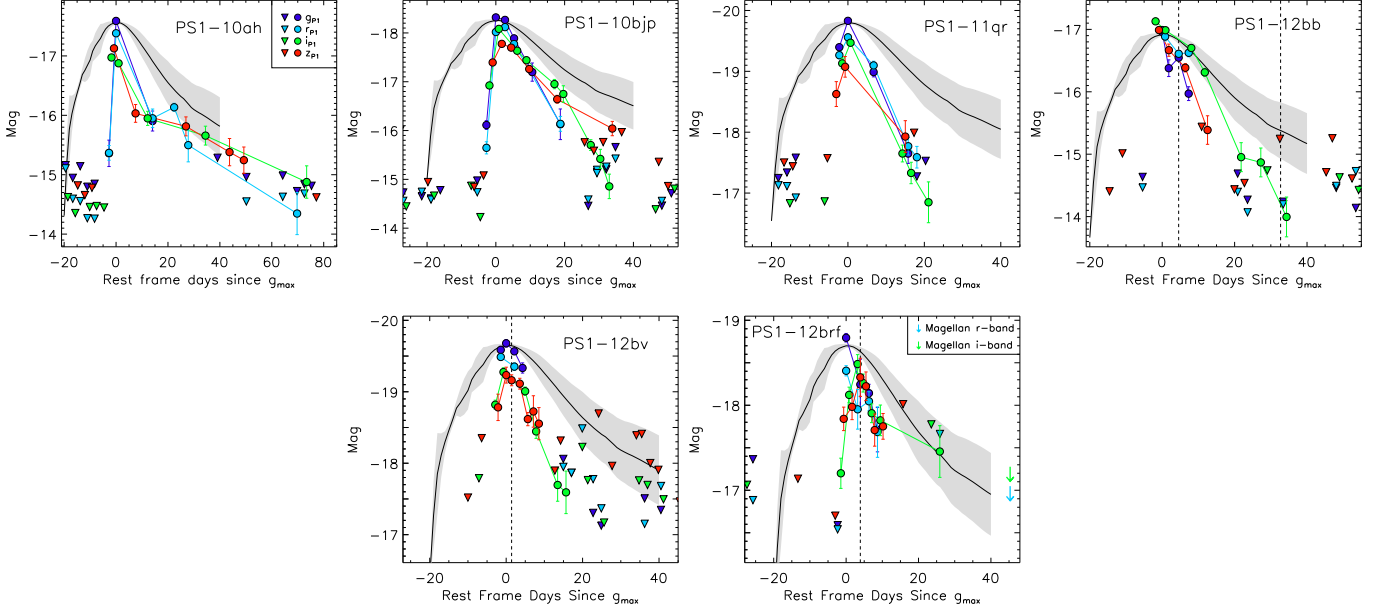 PS1-10ah
g_P1
r_P1
i_P1
z_P1
Mag
-17
-16
-15
-14
-20 0 20 40 60 80
Rest frame days since g_max
PS1-10bjp
Mag
-18
-17
-16
-15
-14
-20 0 20 40
Rest frame days since g_max
PS1-11qr
Mag
-20
-19
-18
-17
-20 0 20 40
Rest Frame Days Since g_max
PS1-12bb
Mag
-17
-16
-15
-14
-20 0 20 40
Rest Frame Days Since g_max
PS1-12bv
Mag
-20
-19
-18
-17
-20 0 20 40
Rest Frame Days Since g_max
PS1-12brf
↓ Magellan r-band
↓ Magellan i-band
Mag
-19
-18
-17
-16
-20 0 20 40
Rest Frame Days Since g_max